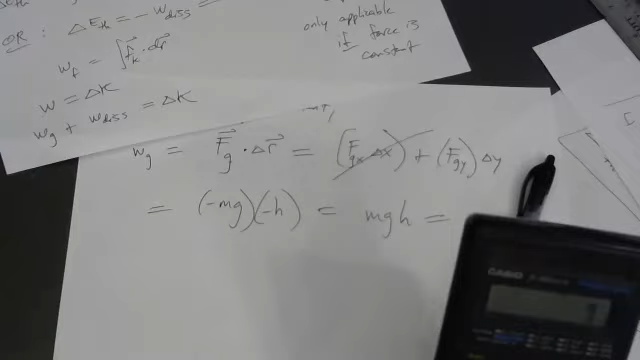 OR: ΔE_th = - W_diss =
W_f = ∫ f_k · dr
W = ΔK
W_g + W_diss = ΔK
only applicable
if force is
constant
W_g = F_g · Δr = (F_gx Δx) + (F_gy) Δy
= (-mg)(-h) = mgh =
CASIO